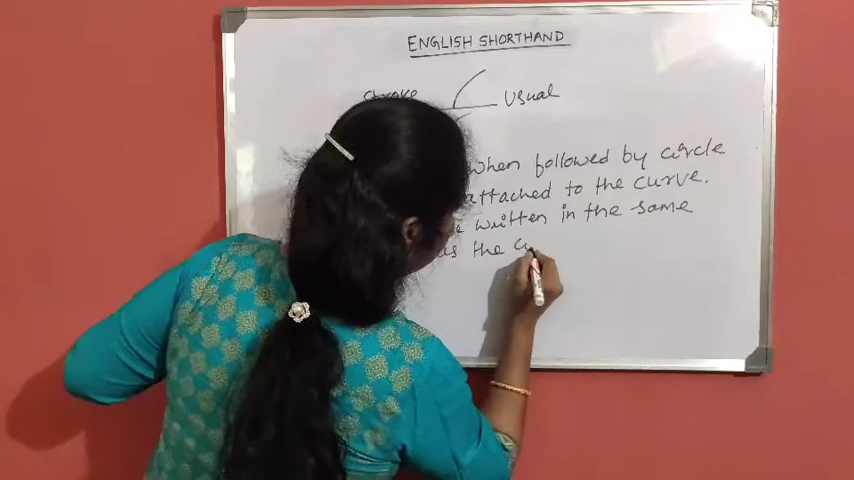 ENGLISH SHORTHAND
Stroke usual
when followed by circle
attached to the curve.
written in the same
the cu